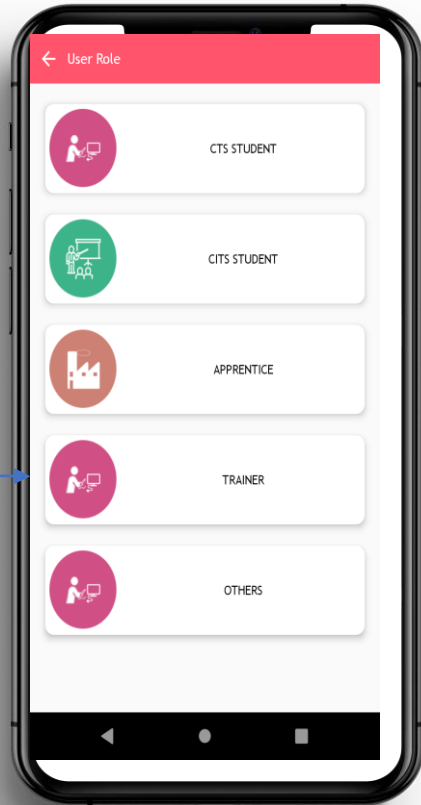 User Role
CTS STUDENT
CITS STUDENT
APPRENTICE
TRAINER
OTHERS